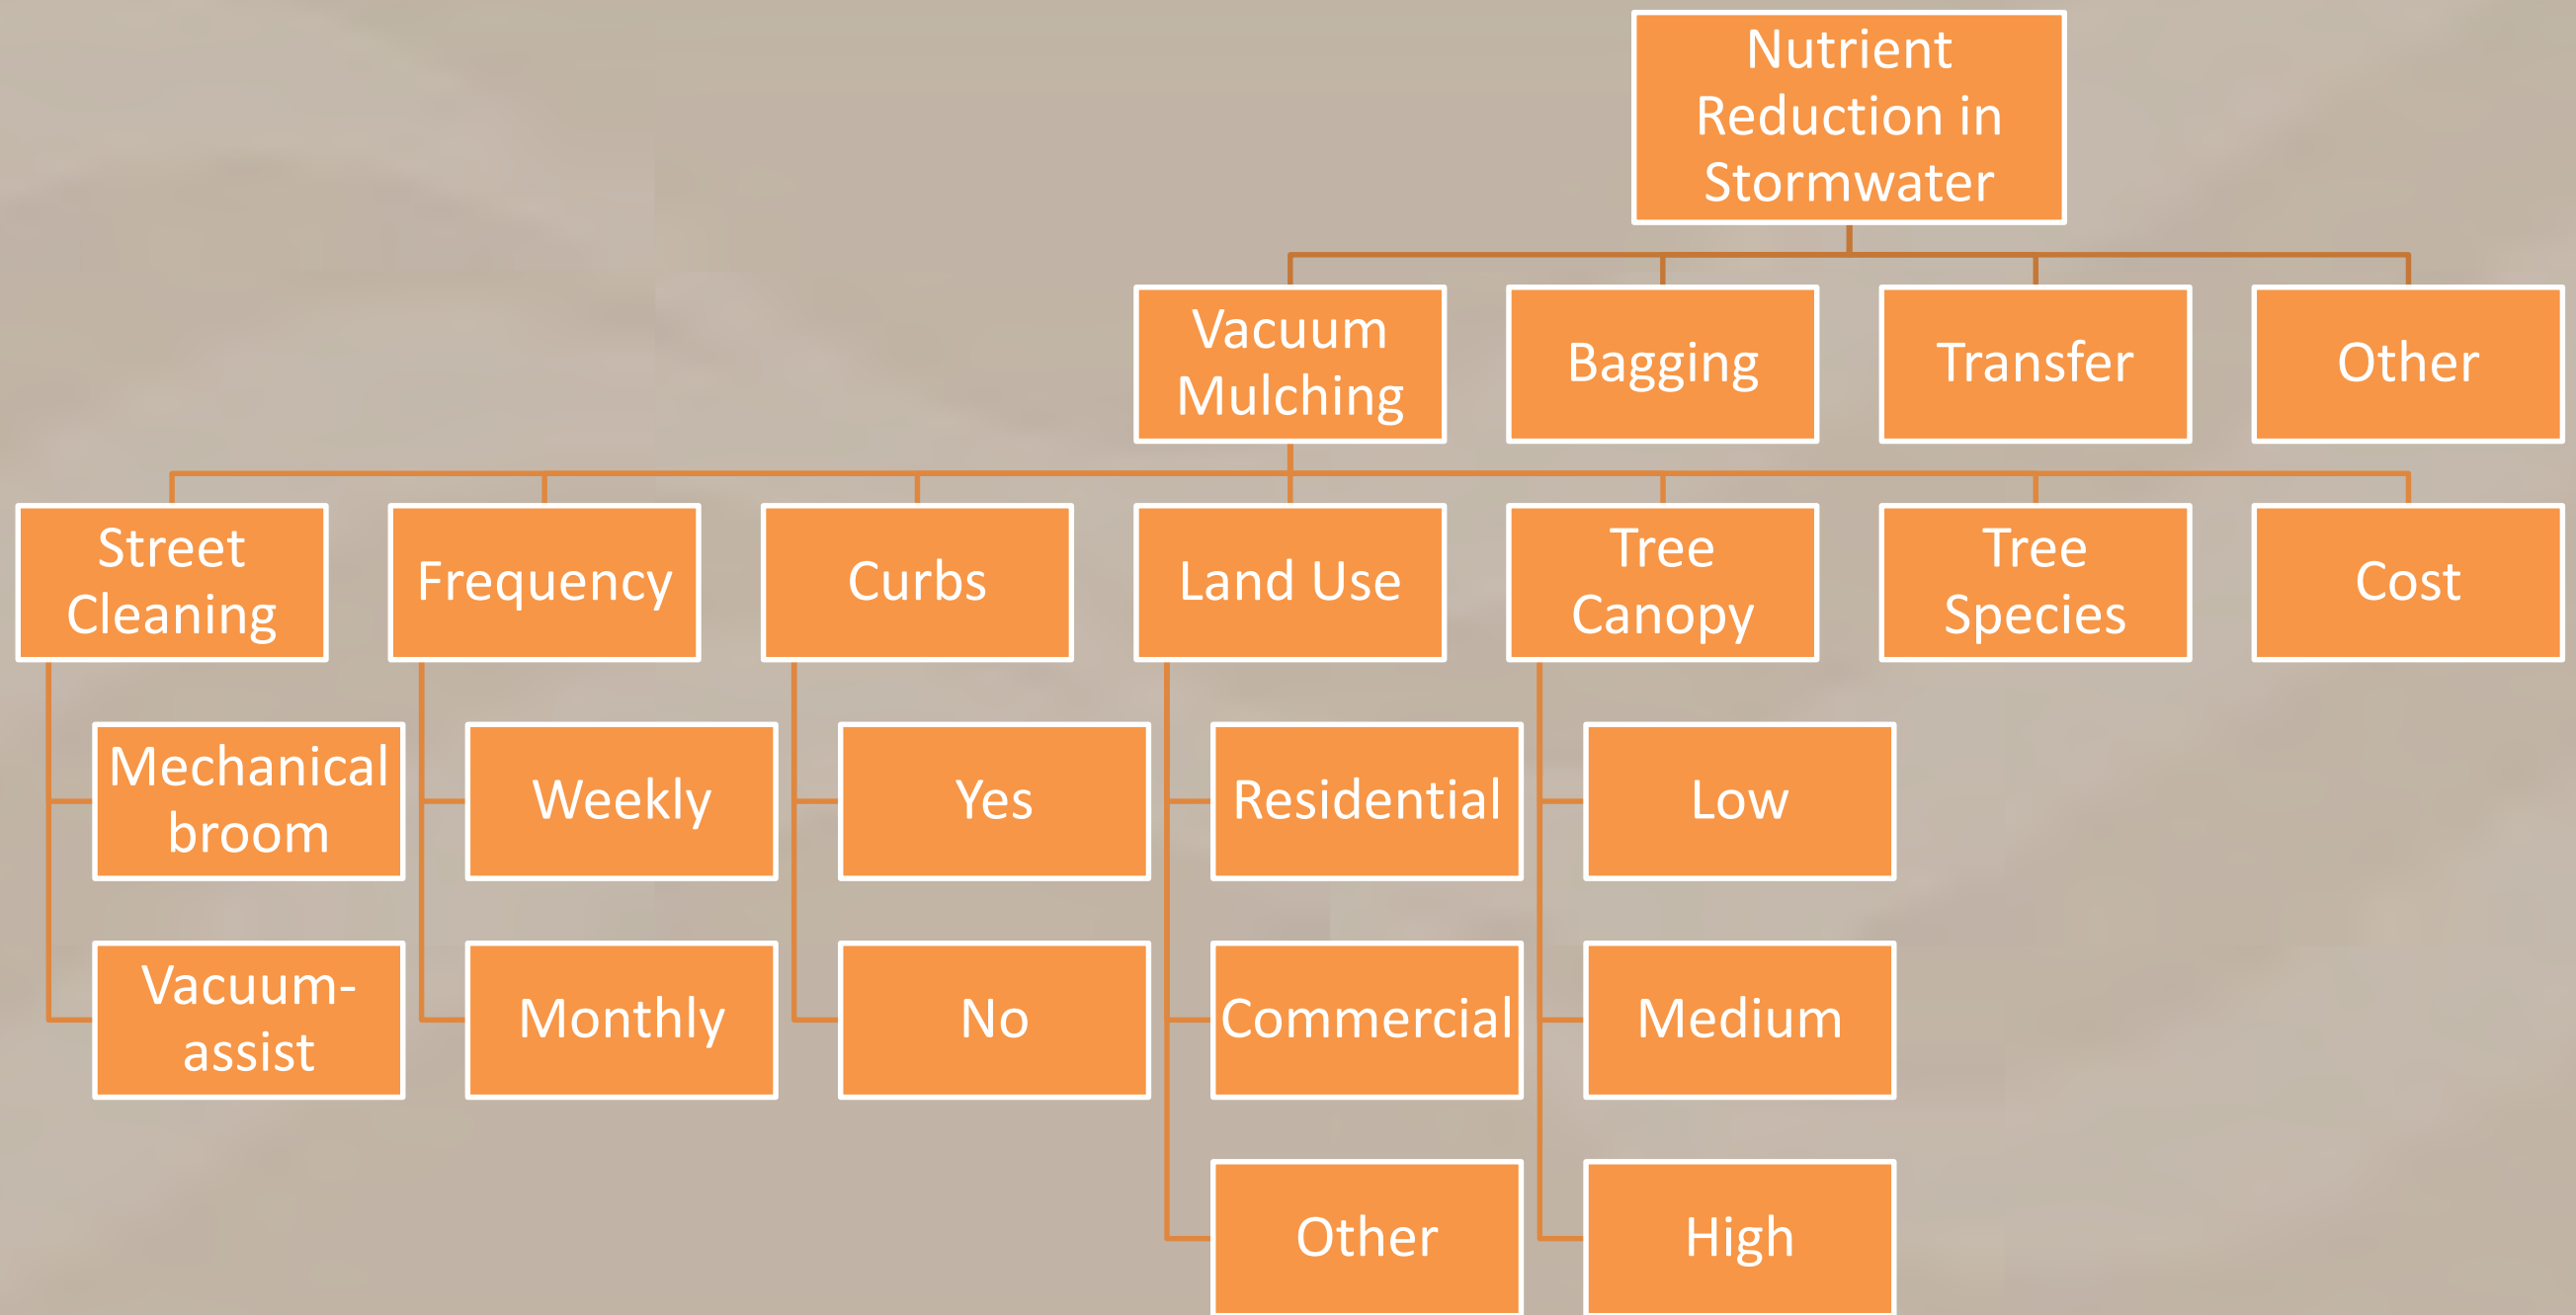 Nutrient
Reduction in
Stormwater
Vacuum
Mulching
Bagging
Transfer
Other
Street
Cleaning
Frequency
Curbs
Land Use
Tree
Canopy
Tree
Species
Cost
Mechanical
broom
Weekly
Yes
Residential
Low
Vacuum-
assist
Monthly
No
Commercial
Medium
Other
High